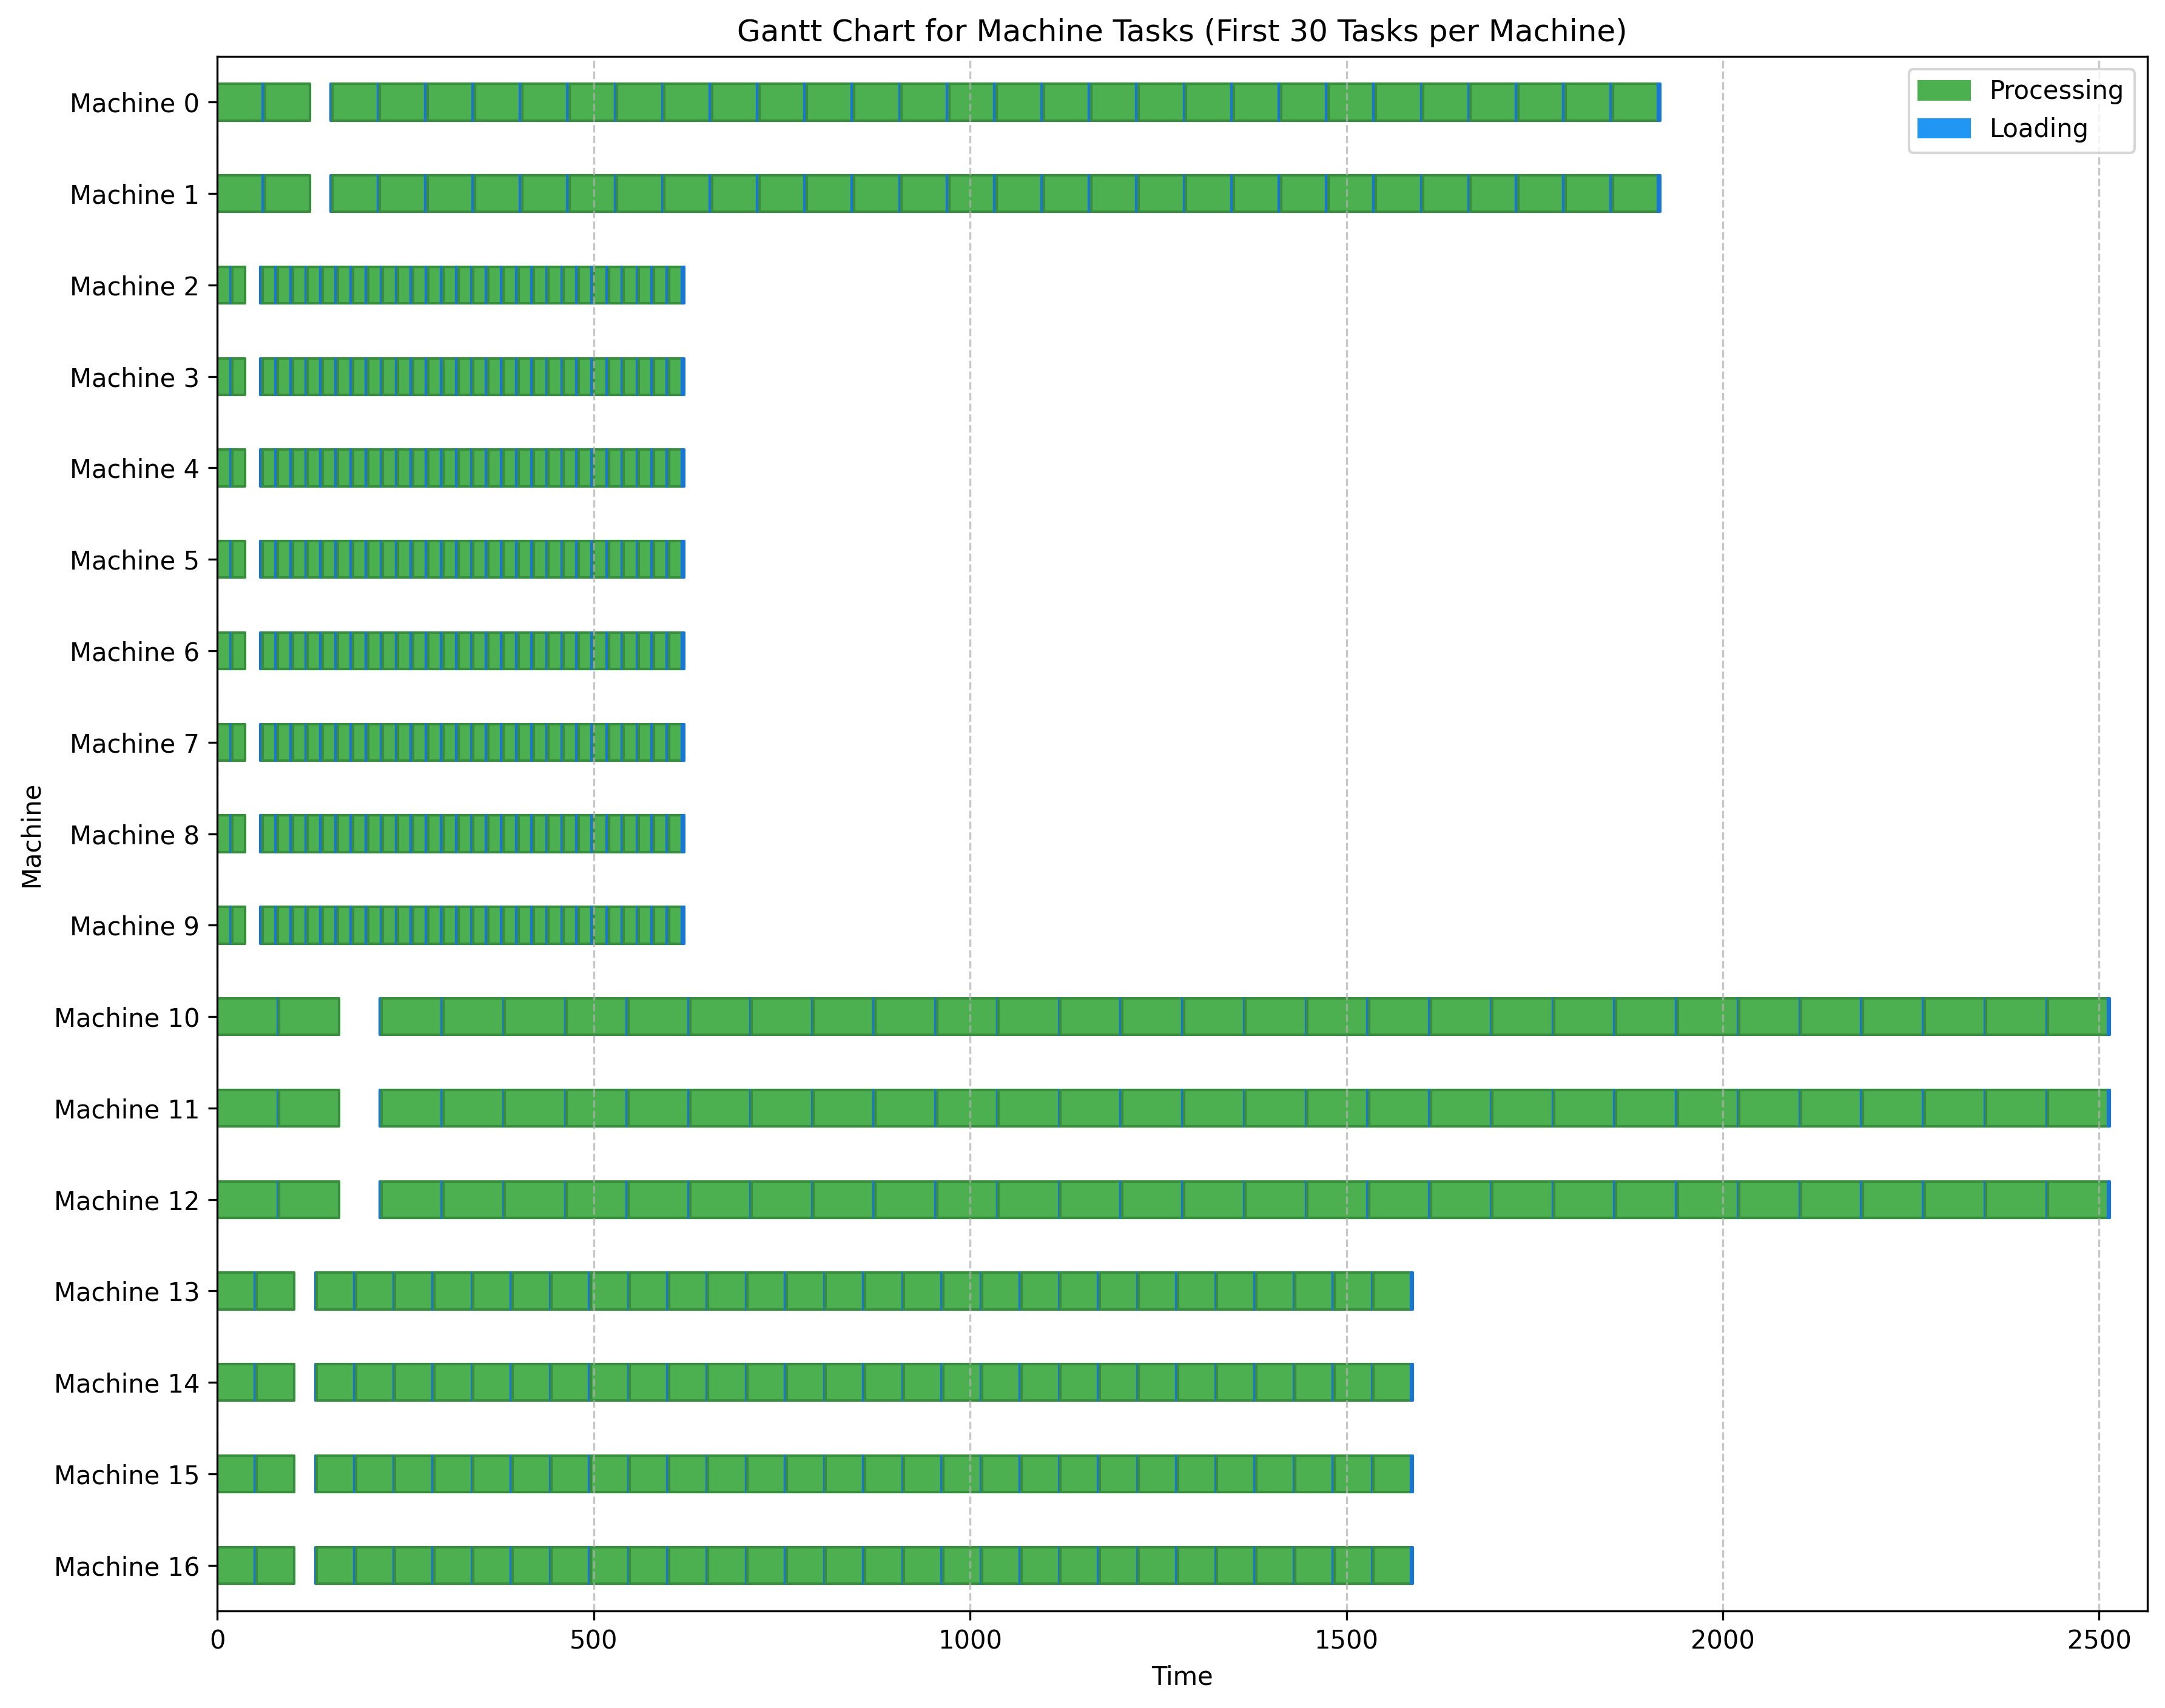 Gantt Chart for Machine Tasks (First 30 Tasks per Machine)
Processing
Loading
Machine 0
Machine 1
Machine 2
Machine 3
Machine 4
Machine 5
Machine 6
Machine 7
Machine 8
Machine 9
Machine 10
Machine 11
Machine 12
Machine 13
Machine 14
Machine 15
Machine 16
Machine
0 500 1000 1500 2000 2500
Time